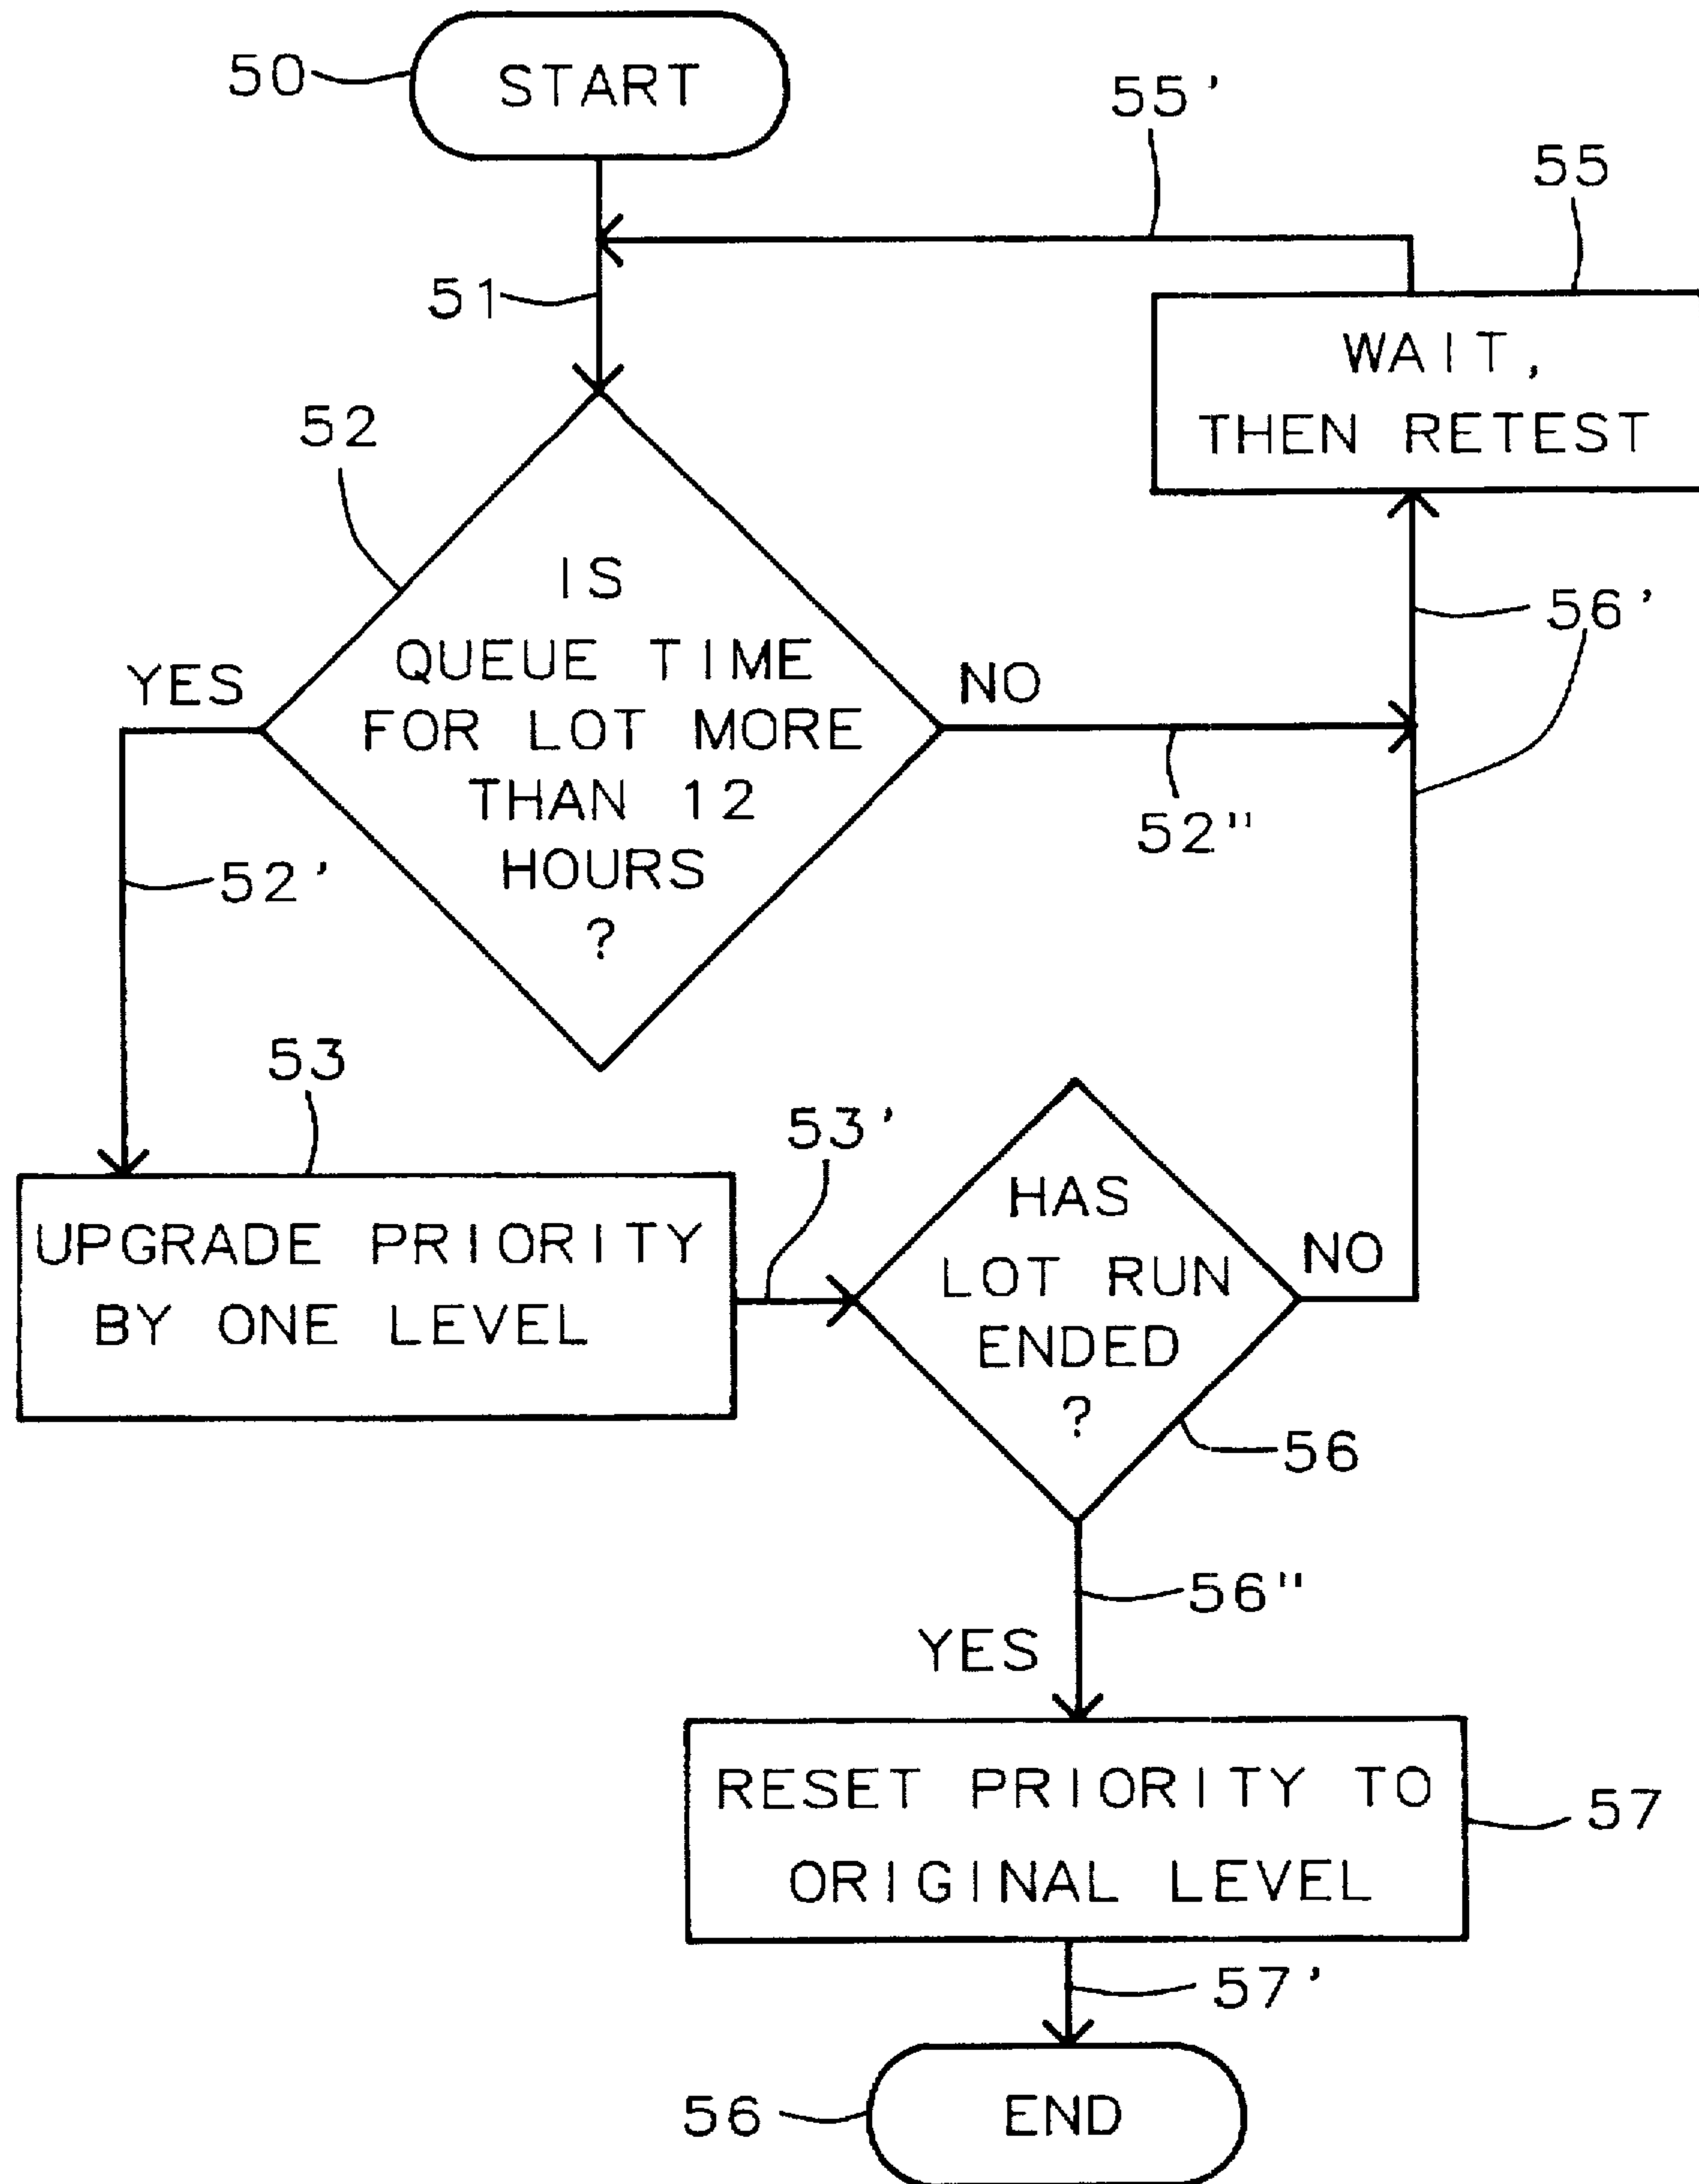 50
START
55'
55
51
WAIT,
THEN RETEST
52
IS
QUEUE TIME
FOR LOT MORE
THAN 12
HOURS
?
YES
NO
56'
52"
52'
53
53'
UPGRADE PRIORITY
BY ONE LEVEL
HAS
LOT RUN
ENDED
?
NO
56
56"
YES
RESET PRIORITY TO
ORIGINAL LEVEL
57
57'
56
END